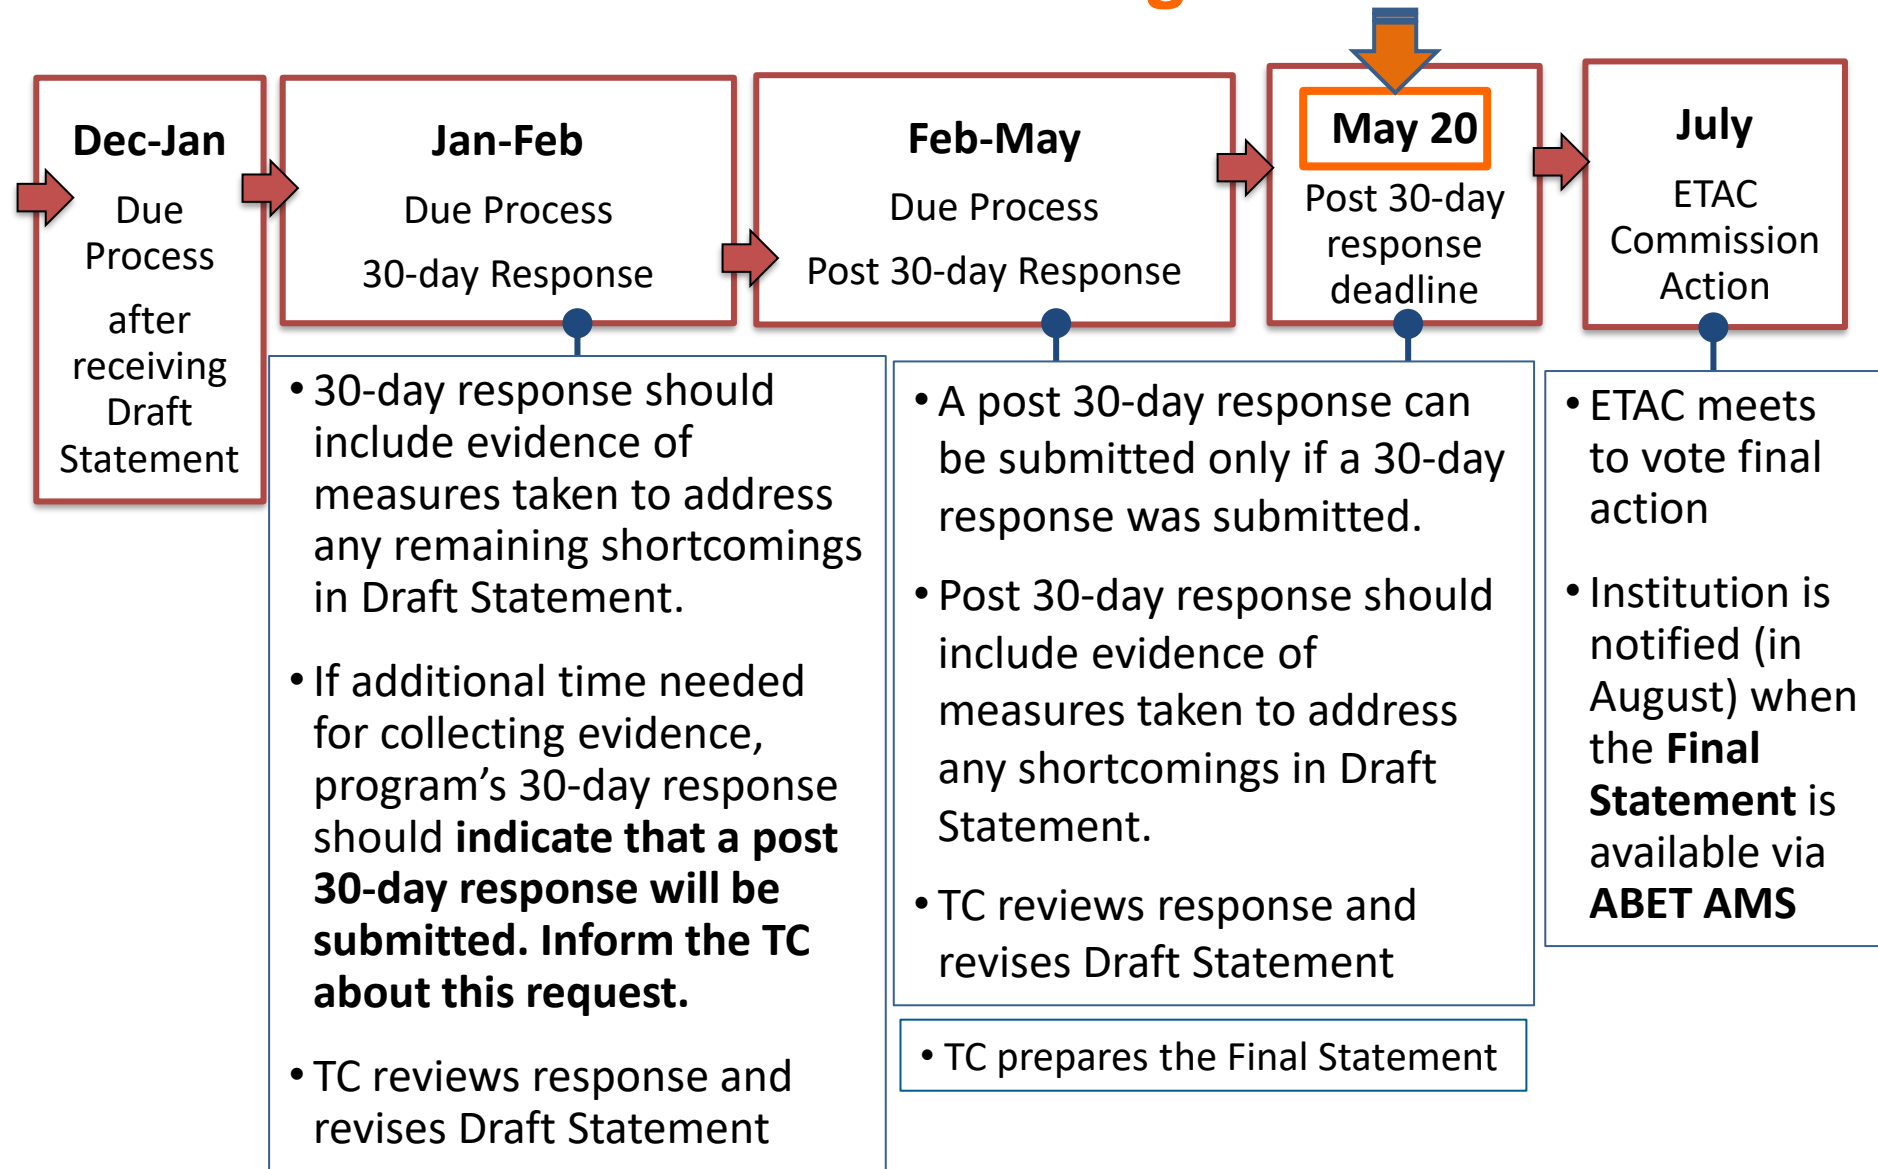 Dec-Jan
Due
Process
after
receiving
Draft
Statement
Jan-Feb
Due Process
30-day Response
Feb-May
Due Process
Post 30-day Response
May 20
Post 30-day
response
deadline
July
ETAC
Commission
Action
• 30-day response should
include evidence of
measures taken to address
any remaining shortcomings
in Draft Statement.
• If additional time needed
for collecting evidence,
program’s 30-day response
should indicate that a post
30-day response will be
submitted. Inform the TC
about this request.
• TC reviews response and
revises Draft Statement
• A post 30-day response can
be submitted only if a 30-day
response was submitted.
• Post 30-day response should
include evidence of
measures taken to address
any shortcomings in Draft
Statement.
• TC reviews response and
revises Draft Statement
• TC prepares the Final Statement
• ETAC meets
to vote final
action
• Institution is
notified (in
August) when
the Final
Statement is
available via
ABET AMS